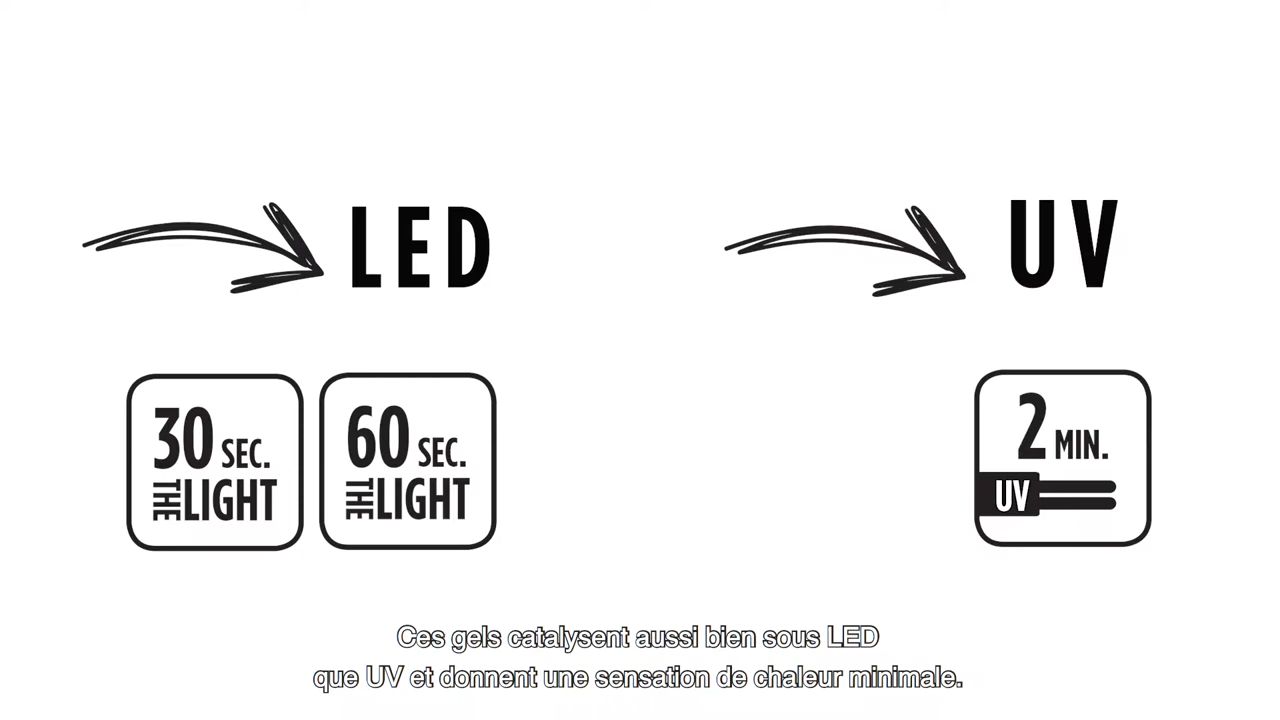 LED
UV
30 SEC.
THE LIGHT
60 SEC.
THE LIGHT
2 MIN.
UV
Ces gels catalysent aussi bien sous LED
que UV et donnent une sensation de chaleur minimale.